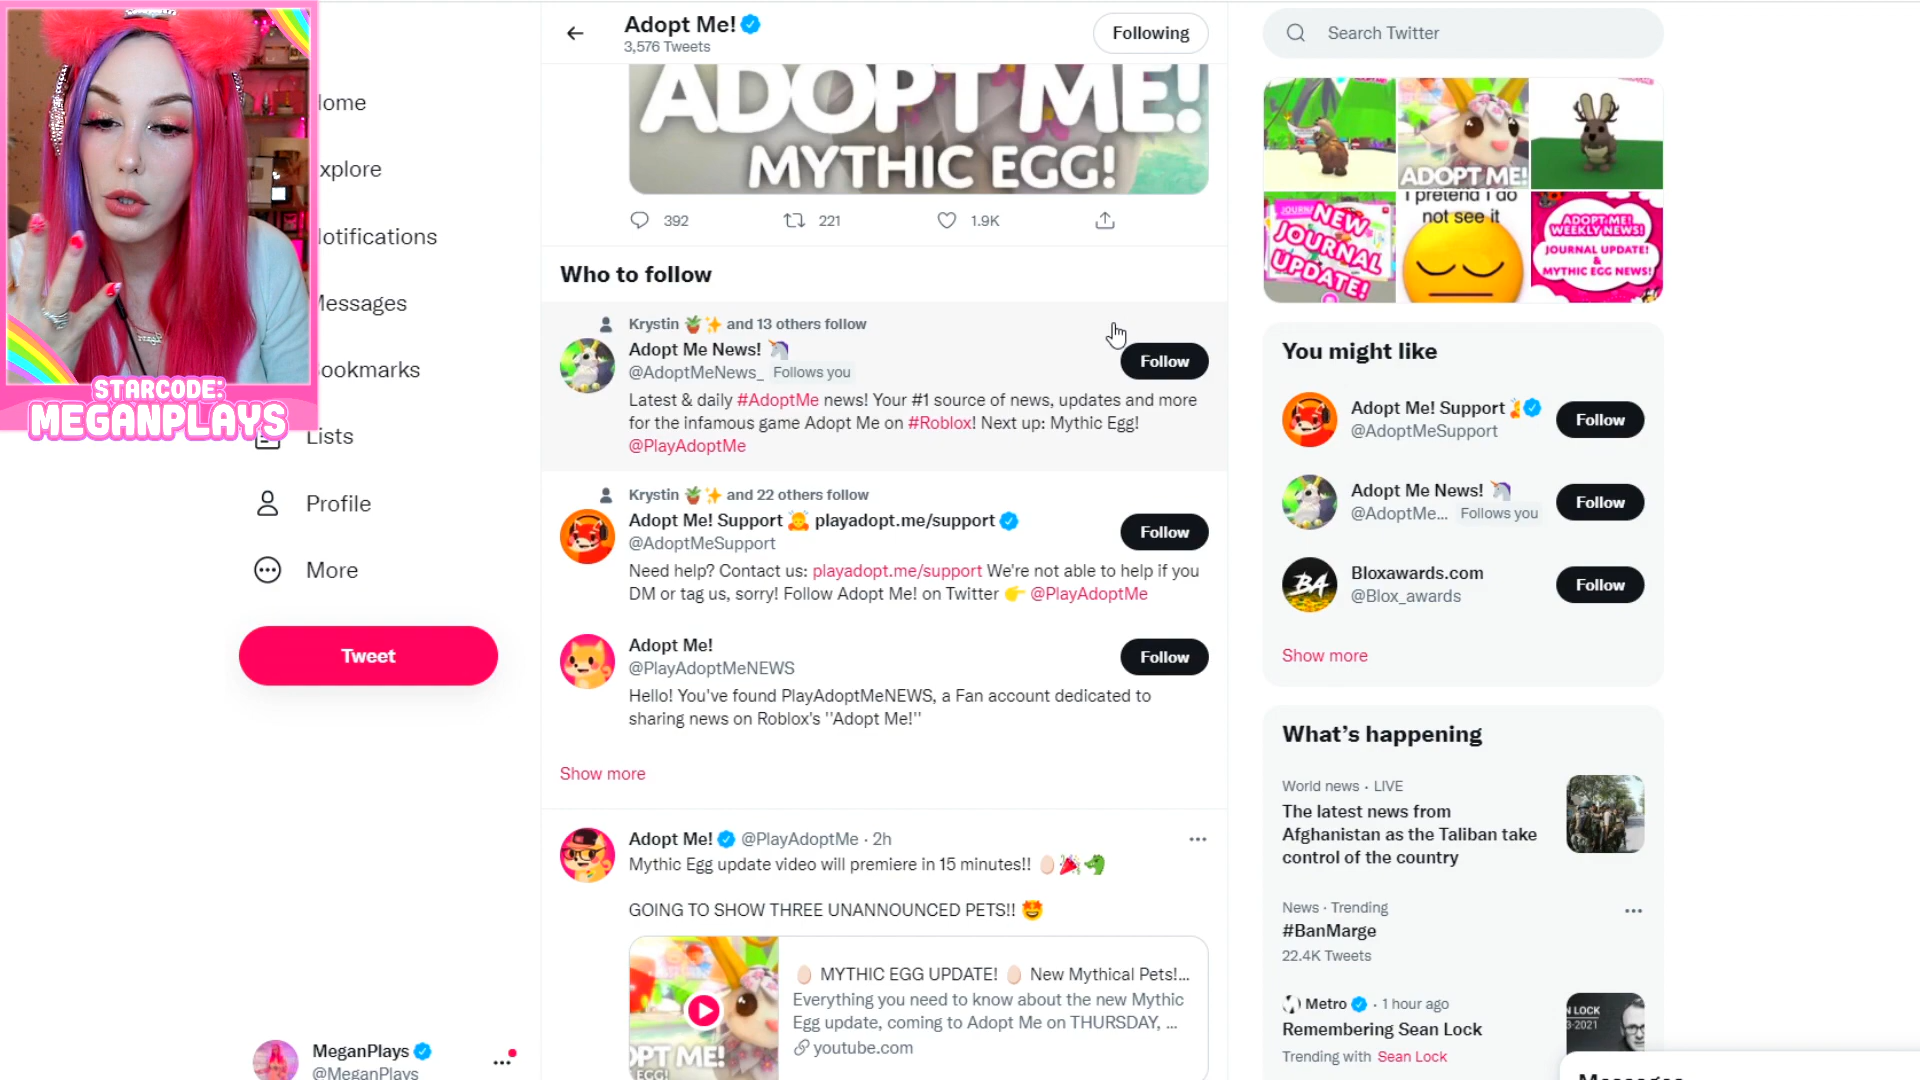 Adopt Me!
3,576 Tweets
Following
Search Twitter
ADOPT ME!
MYTHIC EGG!
392
221
1.9K
STARCODE:
MEGANPLAYS
ome
xplore
otifications
essages
ookmarks
Lists
Profile
More
Tweet
MeganPlays
@MeganPlays
Who to follow
Krystin and 13 others follow
Adopt Me News!
@AdoptMeNews_ Follows you
Follow
Latest & daily #AdoptMe news! Your #1 source of news, updates and more
for the infamous game Adopt Me on #Roblox! Next up: Mythic Egg!
@PlayAdoptMe
Krystin and 22 others follow
Adopt Me! Support playadopt.me/support
@AdoptMeSupport
Follow
Need help? Contact us: playadopt.me/support We're not able to help if you
DM or tag us, sorry! Follow Adopt Me! on Twitter 👉 @PlayAdoptMe
Adopt Me!
@PlayAdoptMeNEWS
Follow
Hello! You've found PlayAdoptMeNEWS, a Fan account dedicated to
sharing news on Roblox's ''Adopt Me!''
Show more
Adopt Me! @PlayAdoptMe · 2h
Mythic Egg update video will premiere in 15 minutes!!
GOING TO SHOW THREE UNANNOUNCED PETS!!
MYTHIC EGG UPDATE! New Mythical Pets!...
Everything you need to know about the new Mythic
Egg update, coming to Adopt Me on THURSDAY, ...
youtube.com
OPT ME!
EGG!
ADOPT ME!
JOURNAL
NEW
JOURNAL
UPDATE!
I pretend I do
not see it
ADOPT ME!
WEEKLY NEWS!
JOURNAL UPDATE!
&
MYTHIC EGG NEWS!
You might like
Adopt Me! Support
@AdoptMeSupport
Follow
Adopt Me News!
@AdoptMe... Follows you
Follow
BA
Bloxawards.com
@Blox_awards
Follow
Show more
What's happening
World news · LIVE
The latest news from
Afghanistan as the Taliban take
control of the country
News · Trending
#BanMarge
22.4K Tweets
Metro · 1 hour ago
Remembering Sean Lock
Trending with Sean Lock
N LOCK
3-2021
Messages